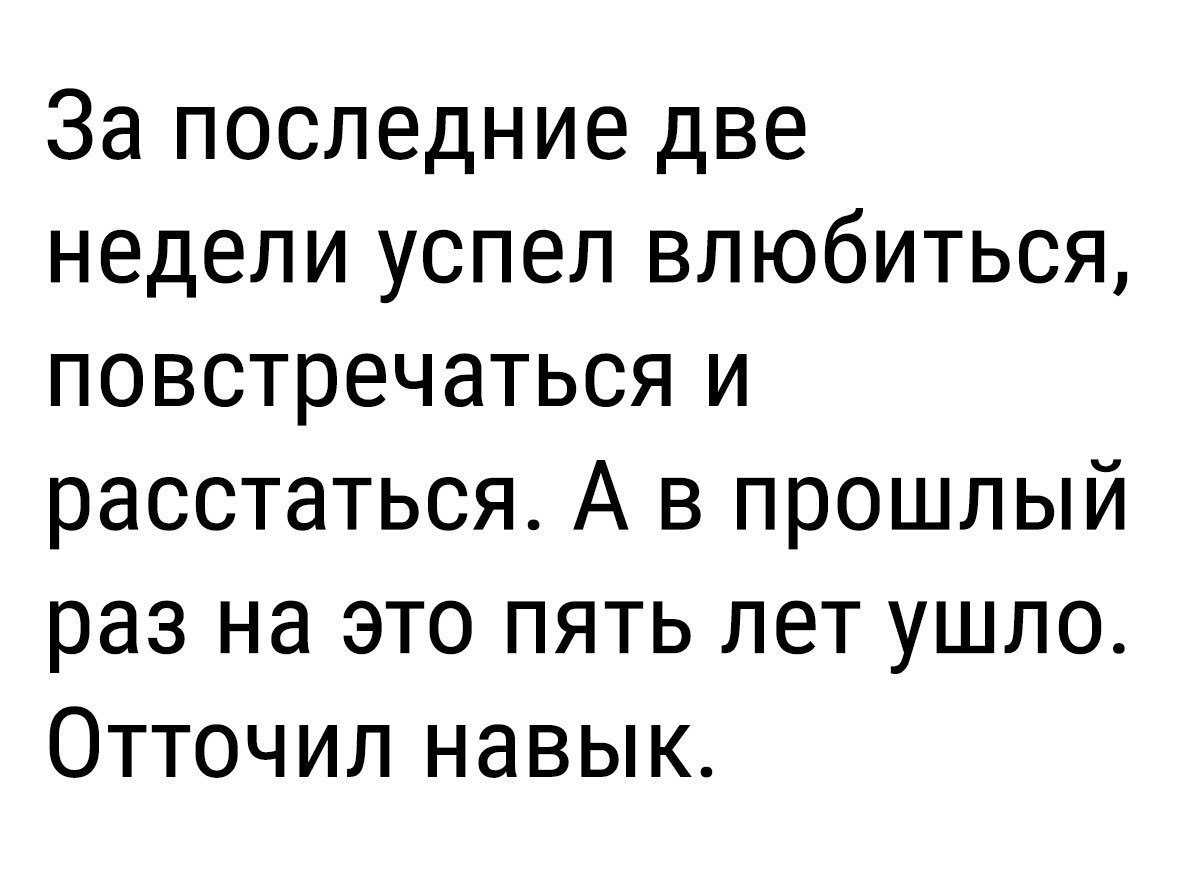 За последние две
недели успел влюбиться,
повстречаться и
расстаться. А в прошлый
раз на это пять лет ушло.
Отточил навык.